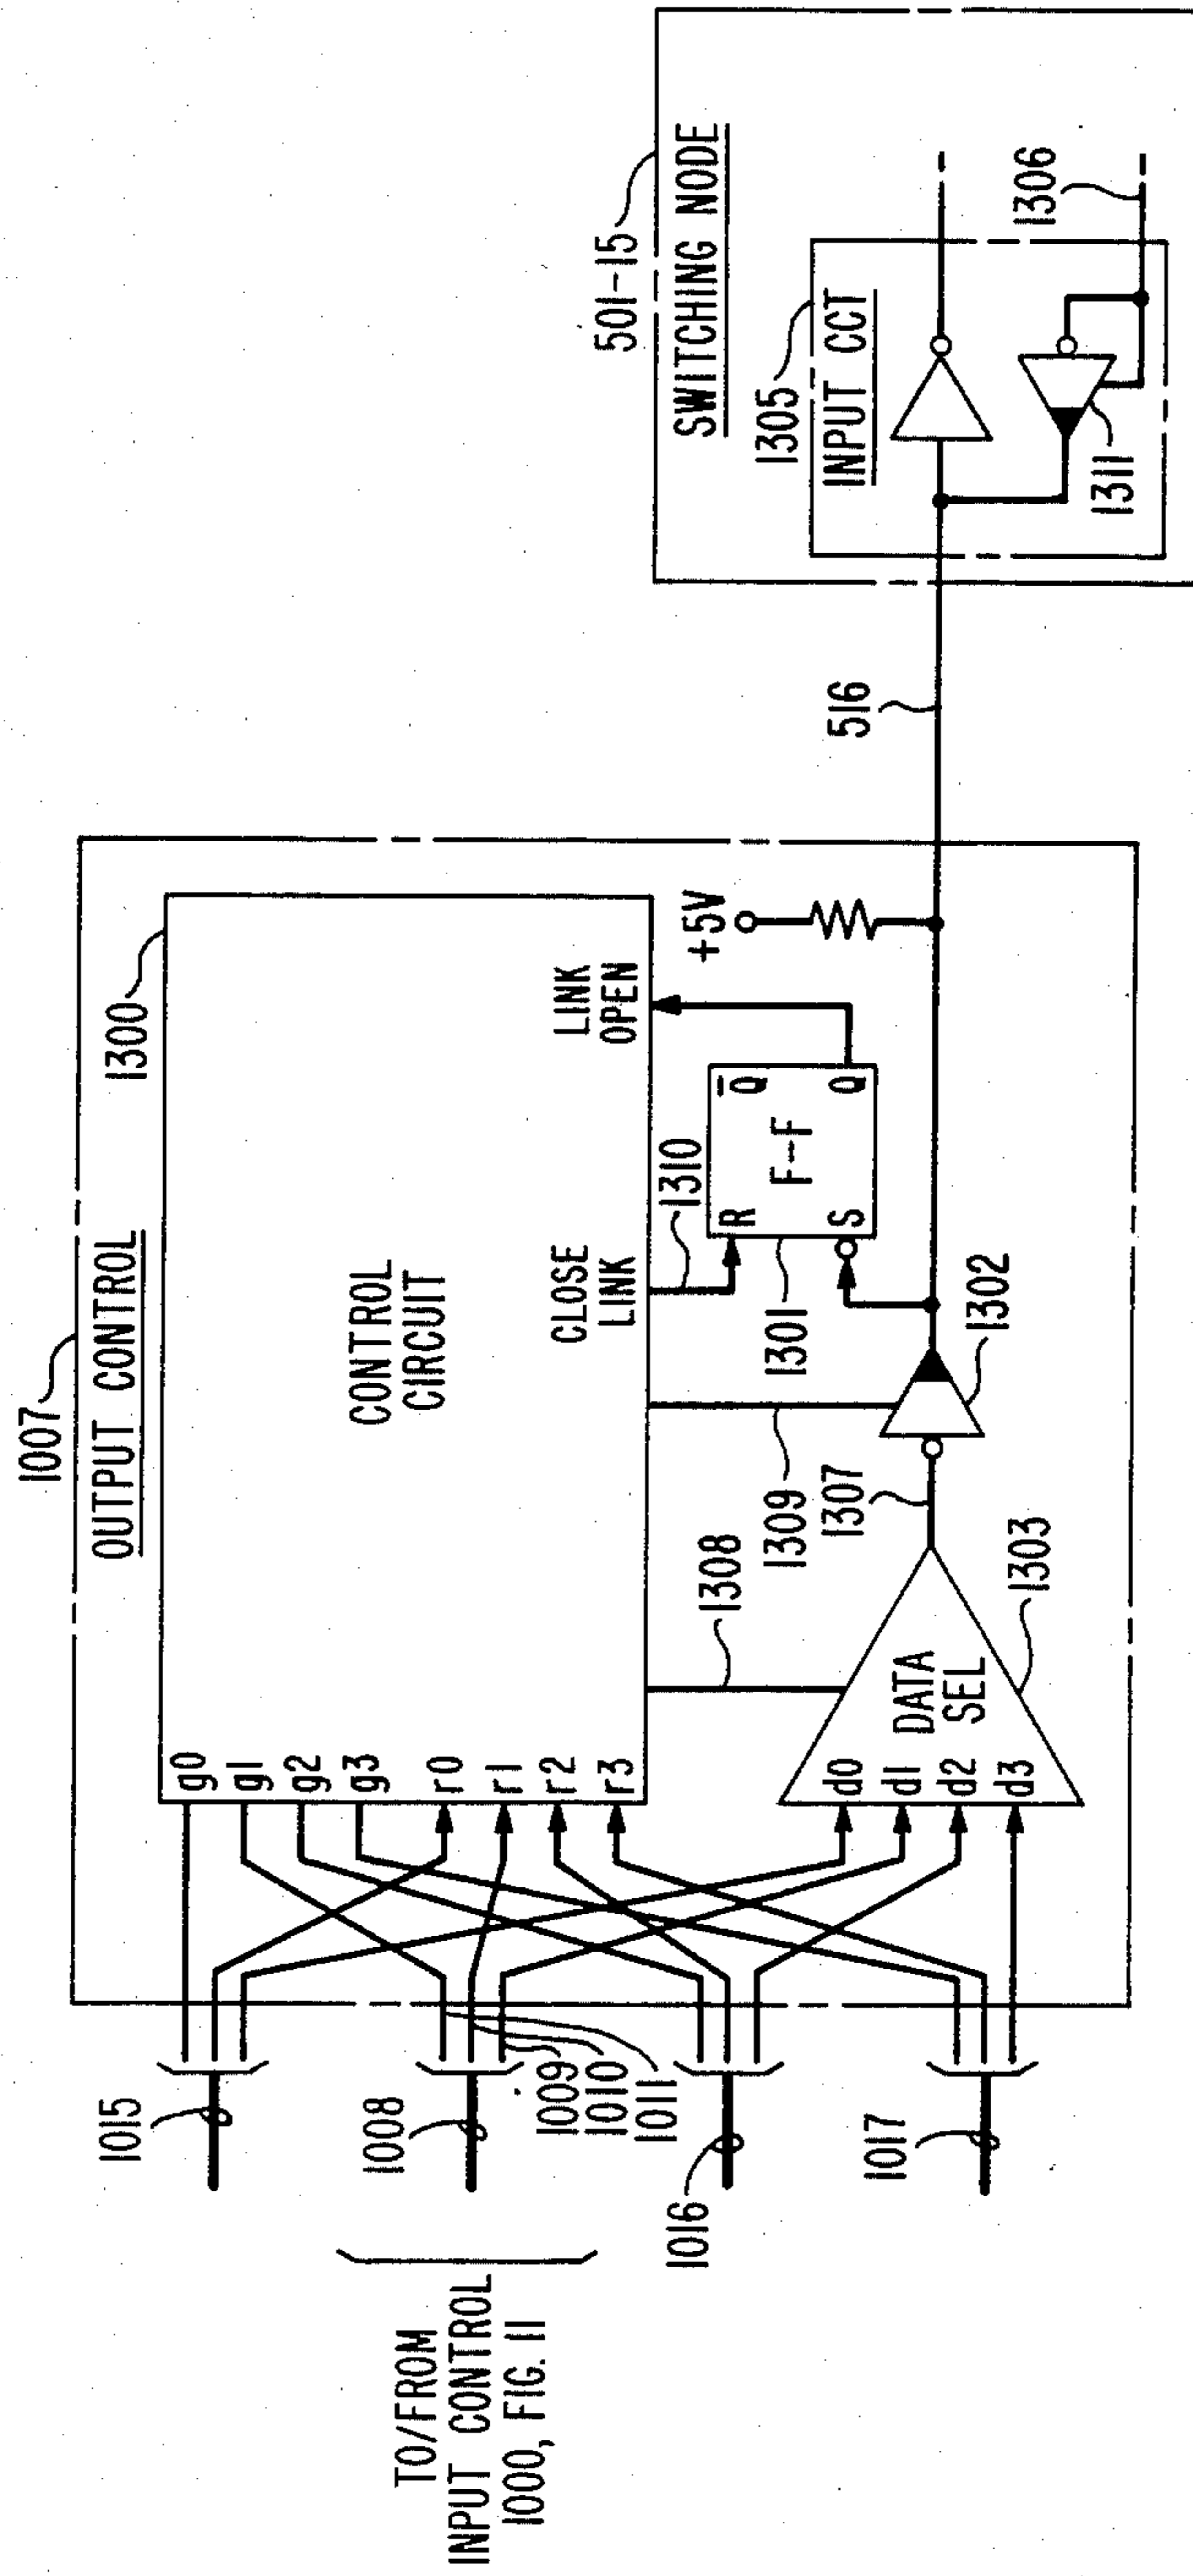 1007
OUTPUT CONTROL
1300
CONTROL
CIRCUIT
g0
g1
g2
g3
r0
r1
r2
r3
CLOSE
LINK
LINK
OPEN
1310
R
S
F-F
Q̅
Q
1301
+5V
1308
1309
1307
1302
DATA
SEL
d0
d1
d2
d3
1303
1015
1008
1009
1010
1011
1016
1017
TO/FROM
INPUT CONTROL
1000, FIG. 11
516
501-15
SWITCHING NODE
1305
INPUT CCT
1306
1311